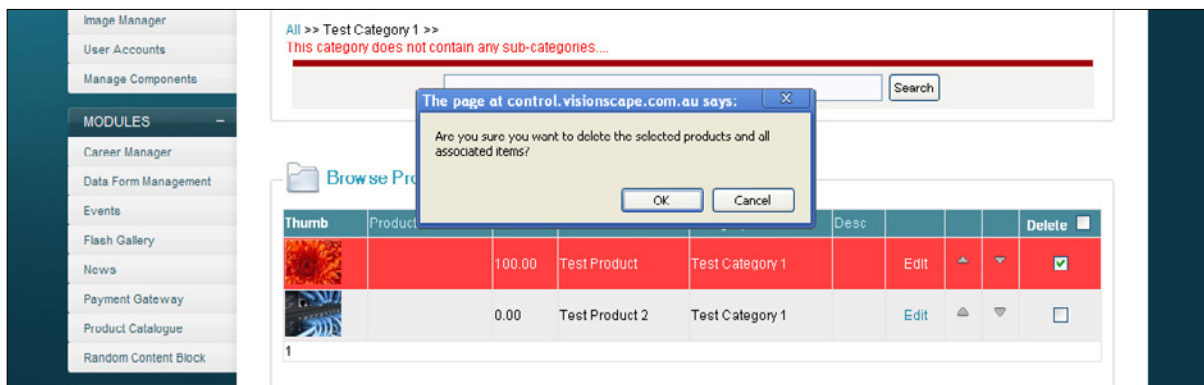 Image Manager
User Accounts
Manage Components
MODULES –
Career Manager
Data Form Management
Events
Flash Gallery
News
Payment Gateway
Product Catalogue
Random Content Block
All >> Test Category 1 >>
This category does not contain any sub-categories....
Search
The page at control.visionscape.com.au says:
Are you sure you want to delete the selected products and all
associated items?
OK Cancel
Browse
Thumb Product Desc Delete
100.00 Test Product Test Category 1 Edit
0.00 Test Product 2 Test Category 1 Edit
1